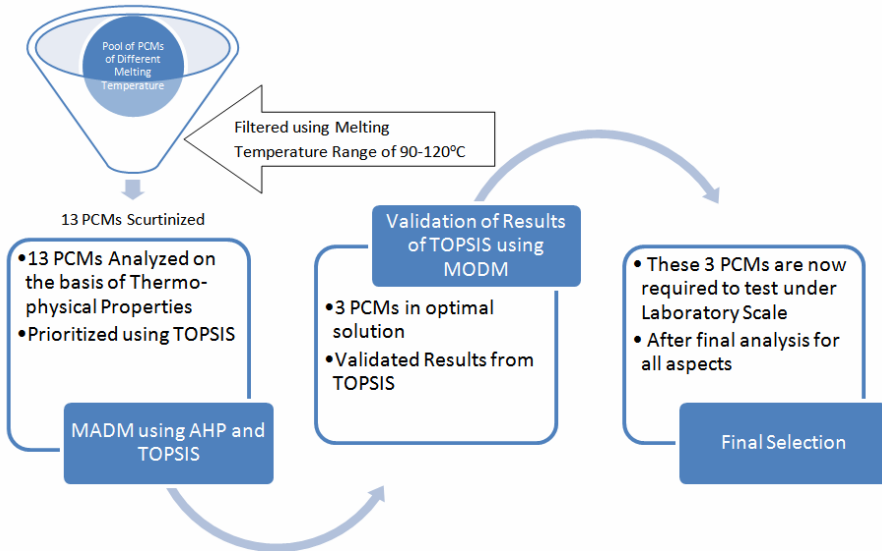 Pool of PCMs
of Different
Melting
Temperature
Filtered using Melting
Temperature Range of 90-120°C
13 PCMs Scurtinized
•13 PCMs Analyzed on
the basis of Thermo-
physical Properties
•Prioritized using TOPSIS
MADM using AHP and
TOPSIS
Validation of Results
of TOPSIS using
MODM
•3 PCMs in optimal
solution
•Validated Results from
TOPSIS
• These 3 PCMs are now
required to test under
Laboratory Scale
• After final analysis for
all aspects
Final Selection